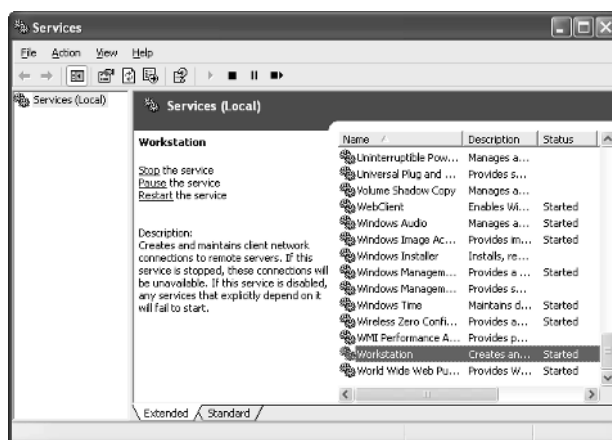 Services
File Action View Help
Services (Local)
Services (Local)
Workstation
Stop the service
Pause the service
Restart the service
Description:
Creates and maintains client network
connections to remote servers. If this
service is stopped, these connections will
be unavailable. If this service is disabled,
any services that explicitly depend on it
will fail to start.
Name Description Status
Uninterruptible Pow... Manages a...
Universal Plug and ... Provides s...
Volume Shadow Copy Manages a...
WebClient Enables Wi... Started
Windows Audio Manages a... Started
Windows Image Ac... Provides im... Started
Windows Installer Installs, re...
Windows Managem... Provides a ... Started
Windows Managem... Provides s...
Windows Time Maintains d... Started
Wireless Zero Confi... Provides a... Started
WMI Performance A... Provides p...
Workstation Creates an... Started
World Wide Web Pu... Provides W... Started
Extended Standard